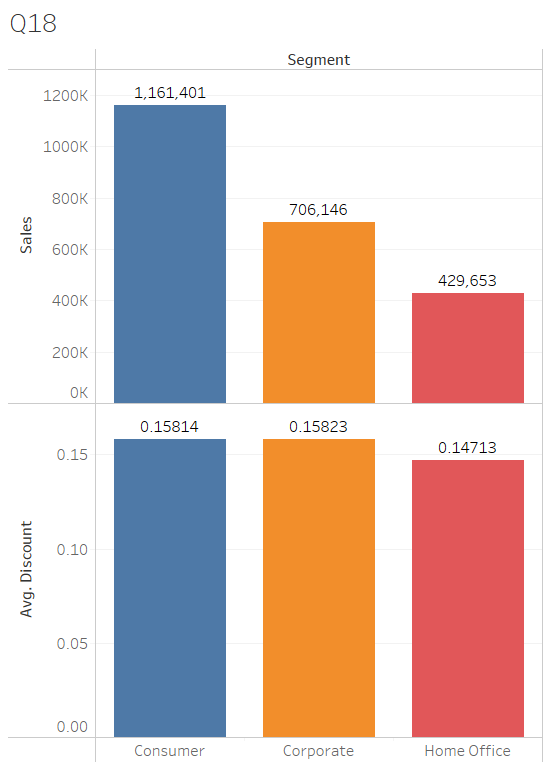 Q18
Segment
Sales
1200K
1000K
800K
600K
400K
200K
0K
1,161,401
706,146
429,653
Avg. Discount
0.15
0.10
0.05
0.00
0.15814
0.15823
0.14713
Consumer
Corporate
Home Office